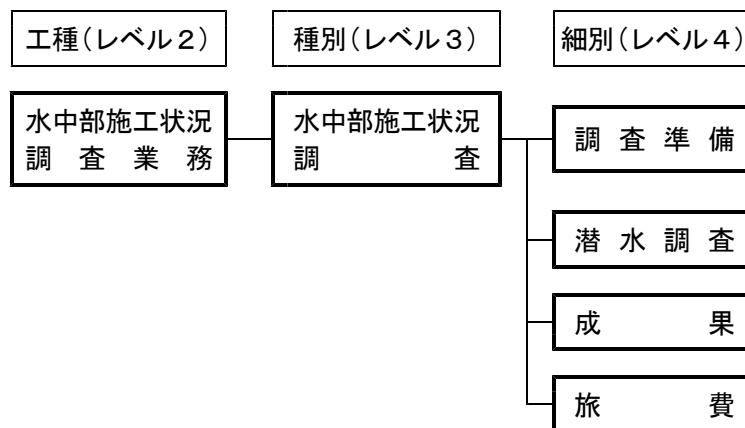 工種(レベル2)
種別(レベル3)
細別(レベル4)
水中部施工状況
調査業務
水中部施工状況
調査
調査準備
潜水調査
成果
旅費